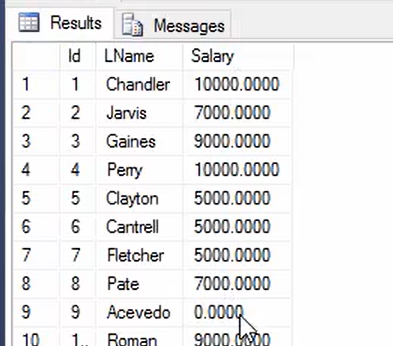 Results Messages
Id LName Salary
1 1 Chandler 10000.0000
2 2 Jarvis 7000.0000
3 3 Gaines 9000.0000
4 4 Perry 10000.0000
5 5 Clayton 5000.0000
6 6 Cantrell 5000.0000
7 7 Fletcher 5000.0000
8 8 Pate 7000.0000
9 9 Acevedo 0.0000
10 1.. Roman 9000.0000